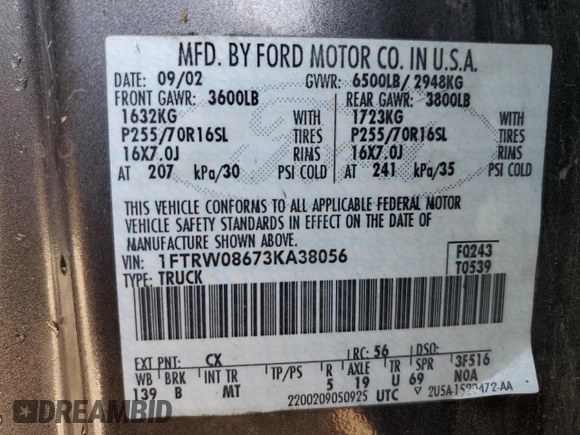 MFD. BY FORD MOTOR CO. IN U.S.A.
DATE: 09/02 GVWR: 6500LB/ 2948KG
FRONT GAWR: 3600LB REAR GAWR: 3800LB
1632KG WITH 1723KG WITH
P255/70R16SL TIRES P255/70R16SL TIRES
16X7.0J RIMS 16X7.0J RIMS
AT 207 kPa/30 PSI COLD AT 241 kPa/35 PSI COLD
THIS VEHICLE CONFORMS TO ALL APPLICABLE FEDERAL MOTOR
VEHICLE SAFETY STANDARDS IN EFFECT ON THE DATE OF
MANUFACTURE SHOWN ABOVE.
VIN: 1FTRW08673KA38056 F0243
TYPE: TRUCK T0539
EXT PNT: CX RC: 56 DSO:
WB BRK INT TR TP/PS R AXLE TR SPR 3F516
139 B MT 5 19 U 69 NOA
2200209050925 UTC ▽ 2U5A-1520472-AA